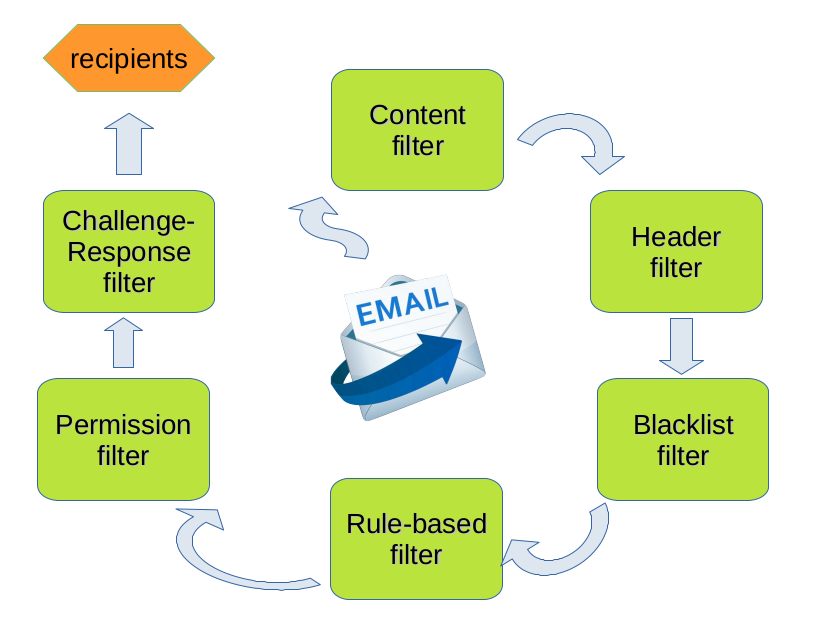 recipients
Content
filter
Header
filter
Blacklist
filter
Rule-based
filter
Permission
filter
Challenge-
Response
filter
EMAIL